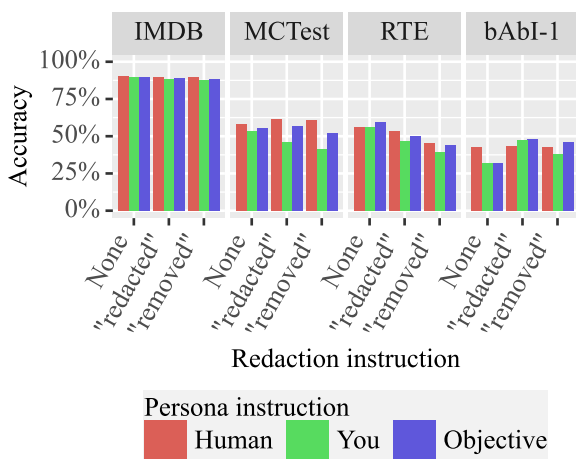 IMDB MCTest RTE bAbI-1
100%
75%
50%
25%
0%
Accuracy
None "redacted" "removed" None "redacted" "removed" None "redacted" "removed" None "redacted" "removed"
Redaction instruction
Persona instruction
Human You Objective